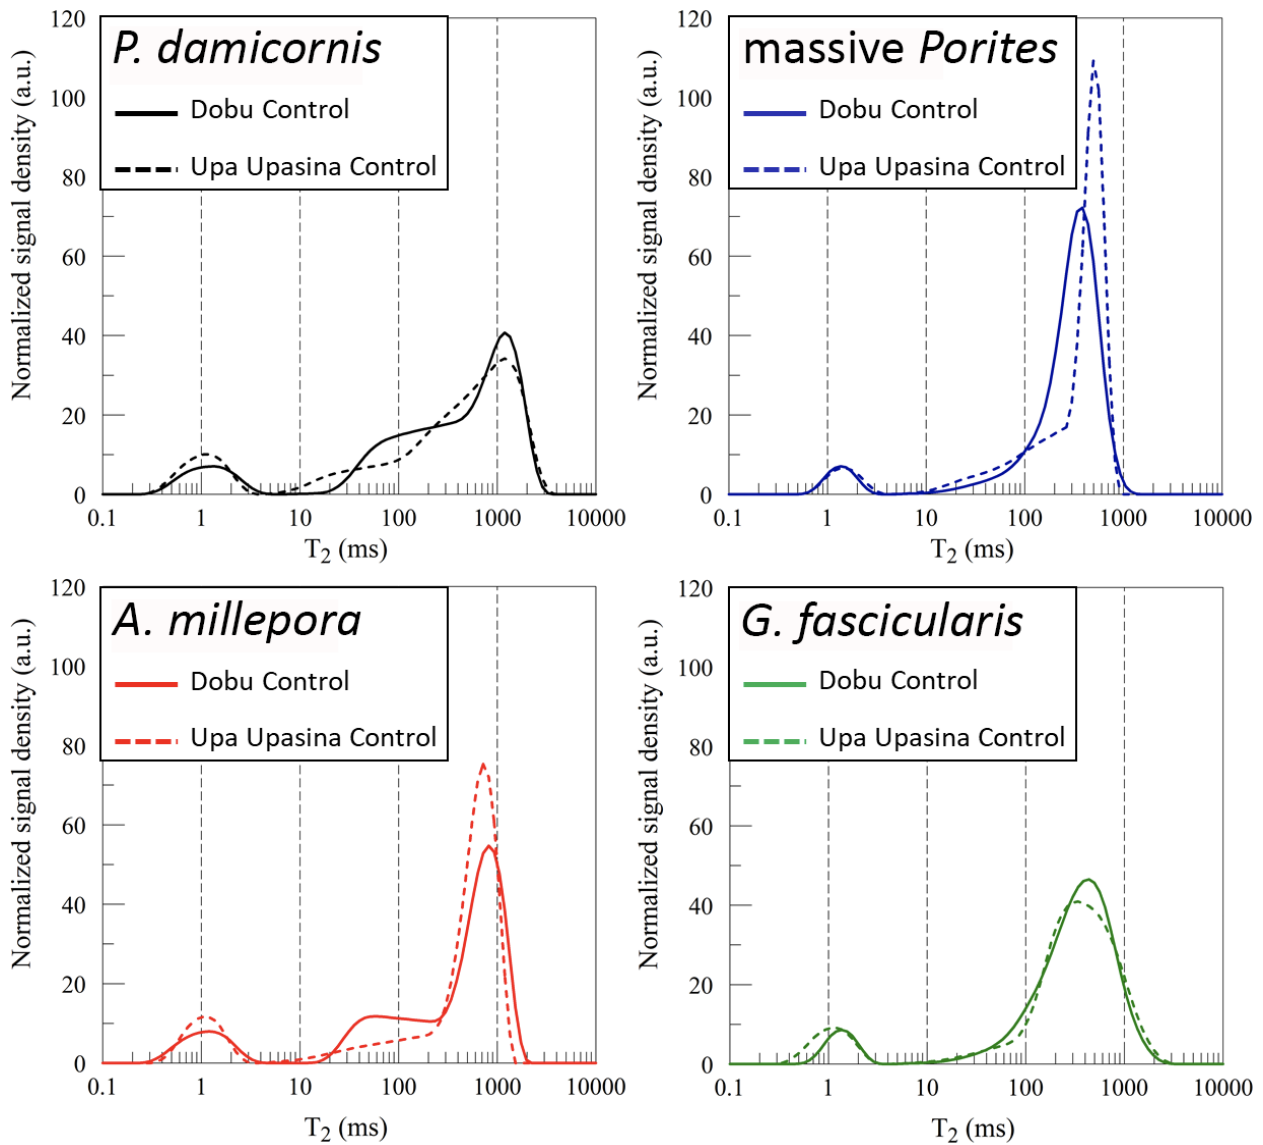 P. damicornis
Dobu Control
Upa Upasina Control
Normalized signal density (a.u.)
120
100
80
60
40
20
0
0.1 1 10 100 1000 10000
T2 (ms)
massive Porites
Dobu Control
Upa Upasina Control
Normalized signal density (a.u.)
120
100
80
60
40
20
0
0.1 1 10 100 1000 10000
T2 (ms)
A. millepora
Dobu Control
Upa Upasina Control
Normalized signal density (a.u.)
120
100
80
60
40
20
0
0.1 1 10 100 1000 10000
T2 (ms)
G. fascicularis
Dobu Control
Upa Upasina Control
Normalized signal density (a.u.)
120
100
80
60
40
20
0
0.1 1 10 100 1000 10000
T2 (ms)